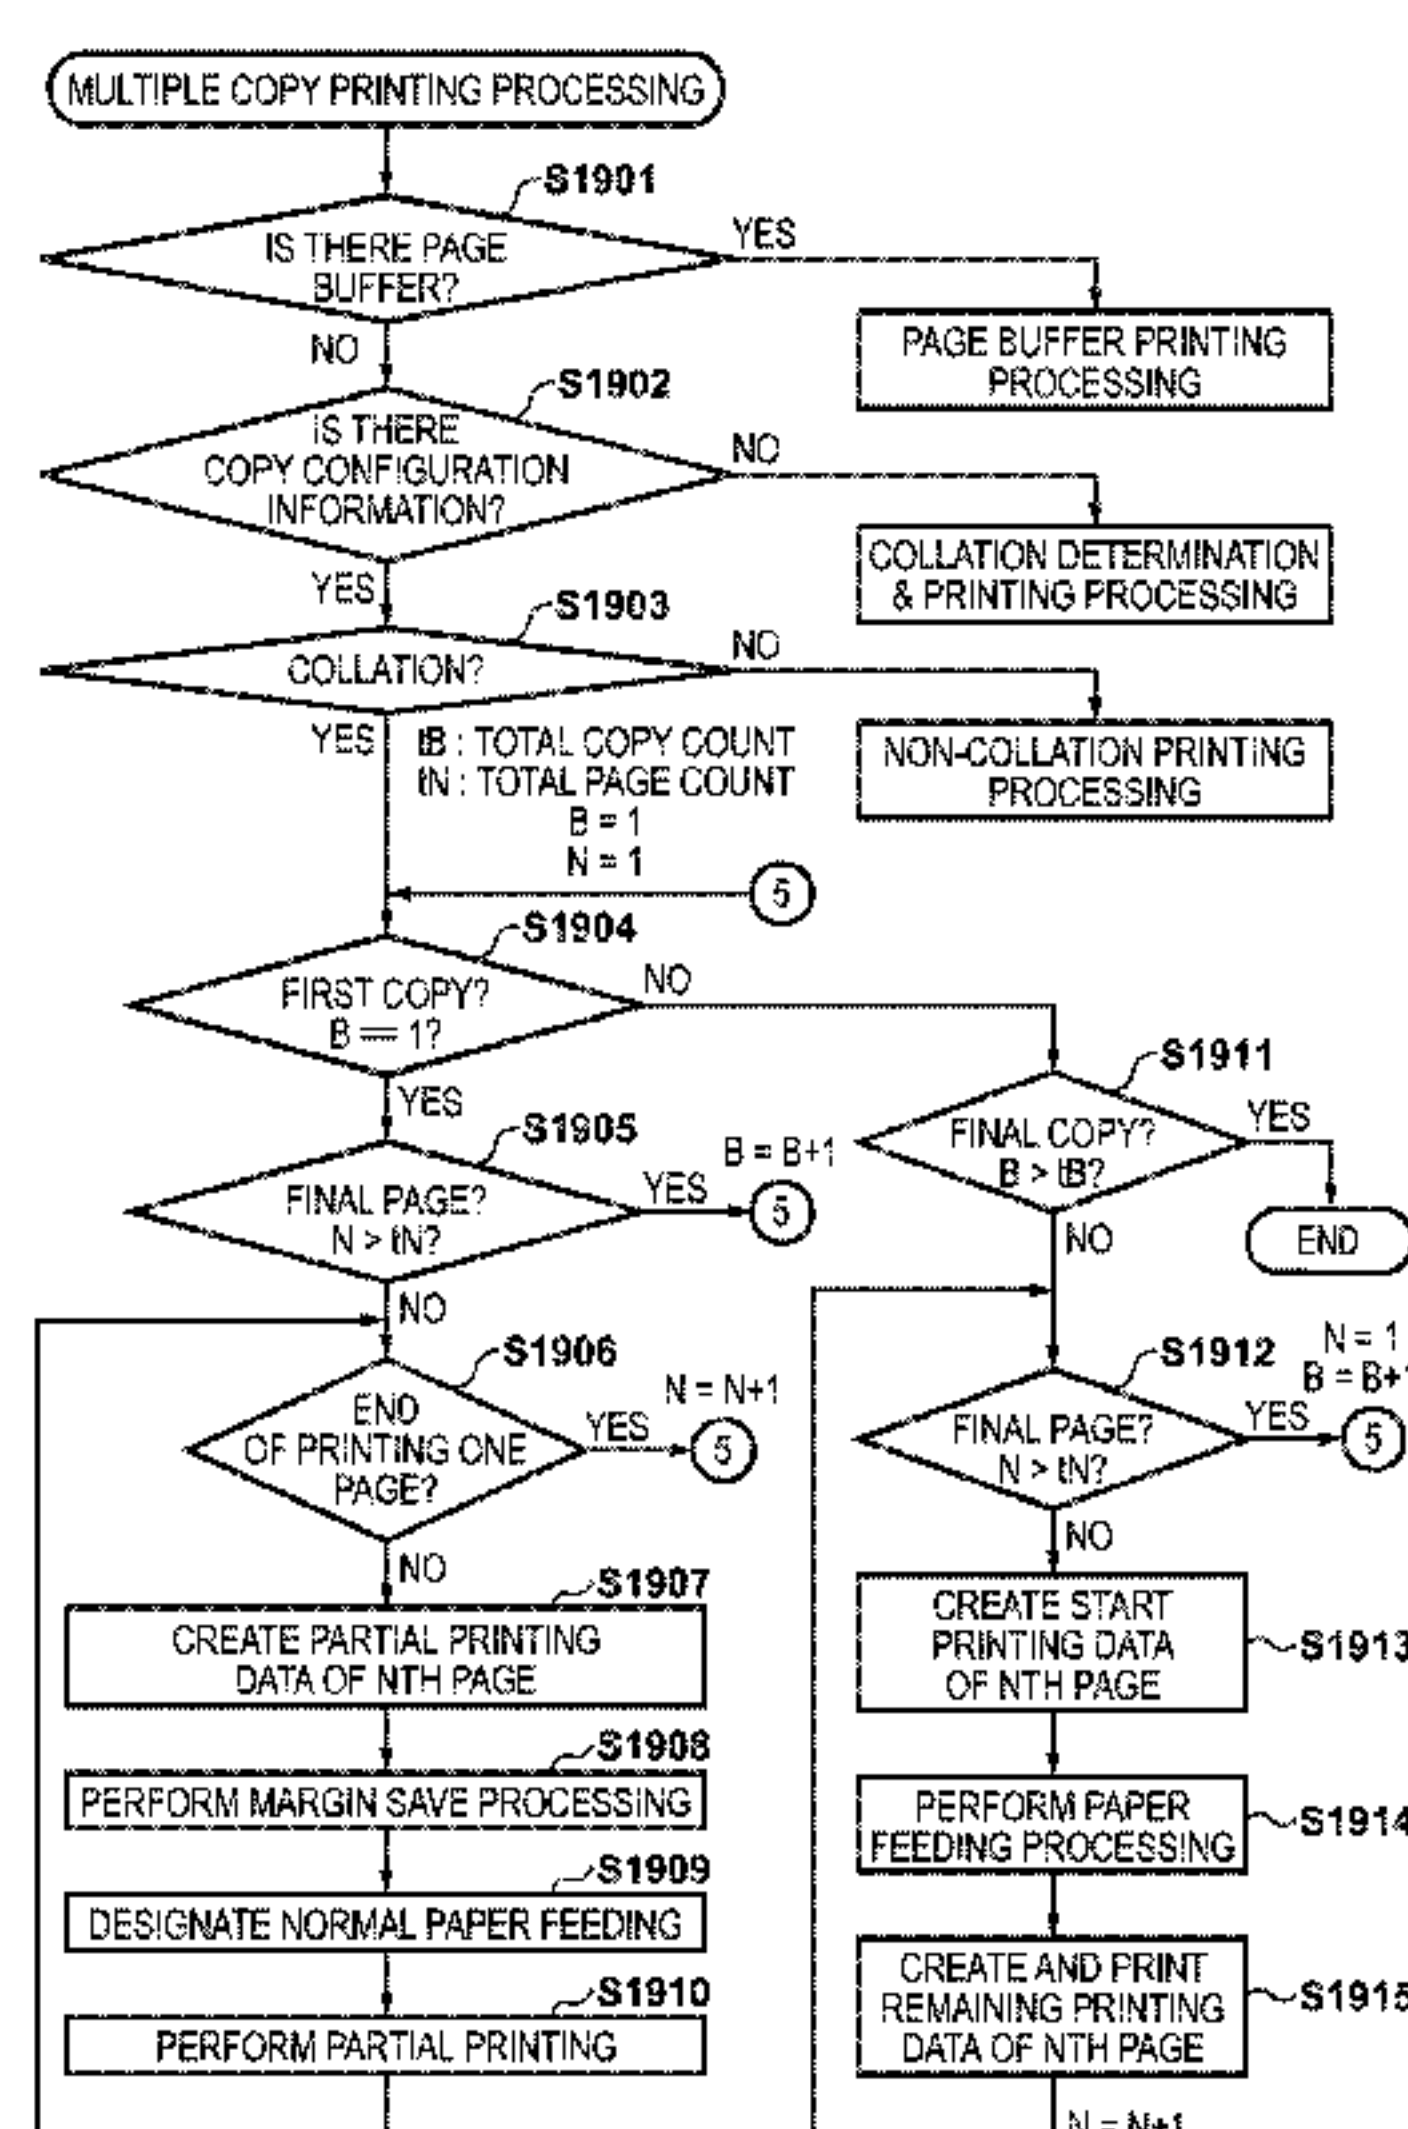 MULTIPLE COPY PRINTING PROCESSING
S1901
IS THERE PAGE
BUFFER?
YES
NO
PAGE BUFFER PRINTING
PROCESSING
S1902
IS THERE
COPY CONFIGURATION
INFORMATION?
NO
YES
COLLATION DETERMINATION
& PRINTING PROCESSING
S1903
COLLATION?
NO
YES
NON-COLLATION PRINTING
PROCESSING
tB : TOTAL COPY COUNT
tN : TOTAL PAGE COUNT
B = 1
N = 1
5
S1904
FIRST COPY?
B == 1?
NO
YES
S1905
FINAL PAGE?
N > tN?
YES
B = B+1
5
NO
S1906
END
OF PRINTING ONE
PAGE?
YES
N = N+1
5
NO
S1907
CREATE PARTIAL PRINTING
DATA OF NTH PAGE
S1908
PERFORM MARGIN SAVE PROCESSING
S1909
DESIGNATE NORMAL PAPER FEEDING
S1910
PERFORM PARTIAL PRINTING
S1911
FINAL COPY?
B > tB?
YES
END
NO
S1912
FINAL PAGE?
N > tN?
YES
N = 1
B = B+1
5
NO
CREATE START
PRINTING DATA
OF NTH PAGE
S1913
PERFORM PAPER
FEEDING PROCESSING
S1914
CREATE AND PRINT
REMAINING PRINTING
DATA OF NTH PAGE
S1915
N = N+1